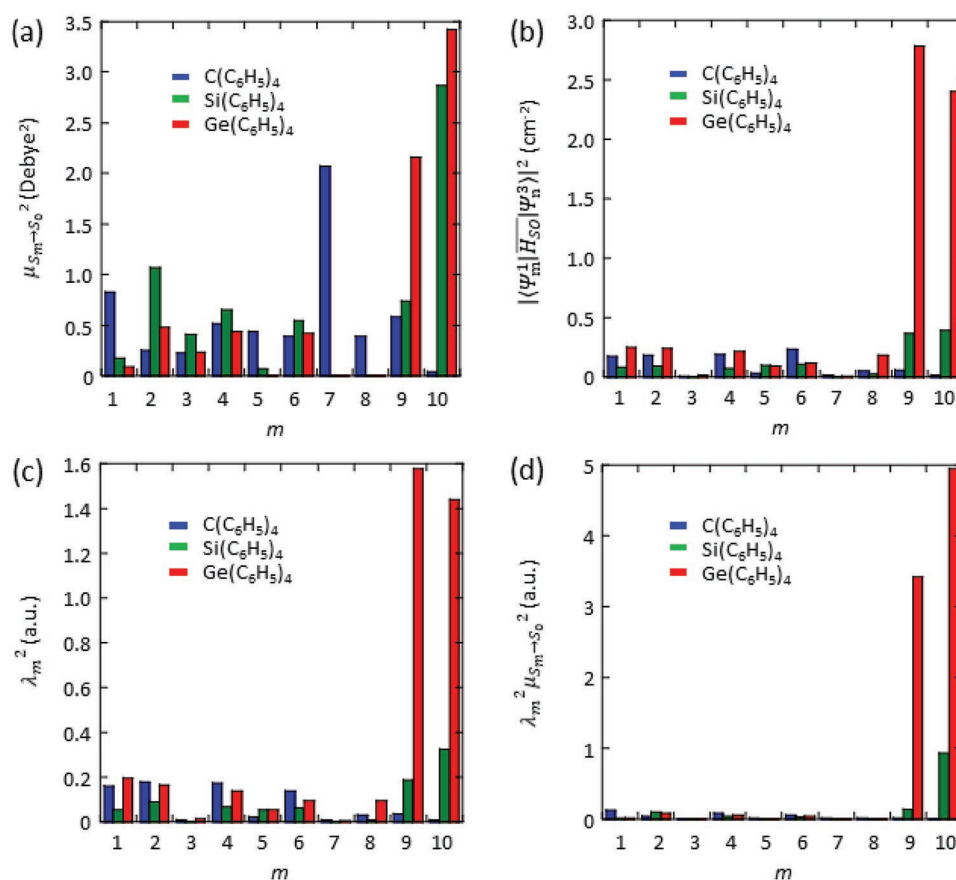 (a)
3.5
3.0
2.5
2.0
1.5
1.0
0.5
0
μSₘ→S₀² (Debye²)
C(C₆H₅)₄
Si(C₆H₅)₄
Ge(C₆H₅)₄
1 2 3 4 5 6 7 8 9 10
m
(b)
3.0
2.5
2.0
1.5
1.0
0.5
0
|⟨Ψ¹ₘ|H̅SO|Ψ³ₙ⟩|² (cm⁻²)
C(C₆H₅)₄
Si(C₆H₅)₄
Ge(C₆H₅)₄
1 2 3 4 5 6 7 8 9 10
m
(c)
1.6
1.4
1.2
1.0
0.8
0.6
0.4
0.2
0
λₘ² (a.u.)
C(C₆H₅)₄
Si(C₆H₅)₄
Ge(C₆H₅)₄
1 2 3 4 5 6 7 8 9 10
m
(d)
5
4
3
2
1
0
λₘ² μSₘ→S₀² (a.u.)
C(C₆H₅)₄
Si(C₆H₅)₄
Ge(C₆H₅)₄
1 2 3 4 5 6 7 8 9 10
m